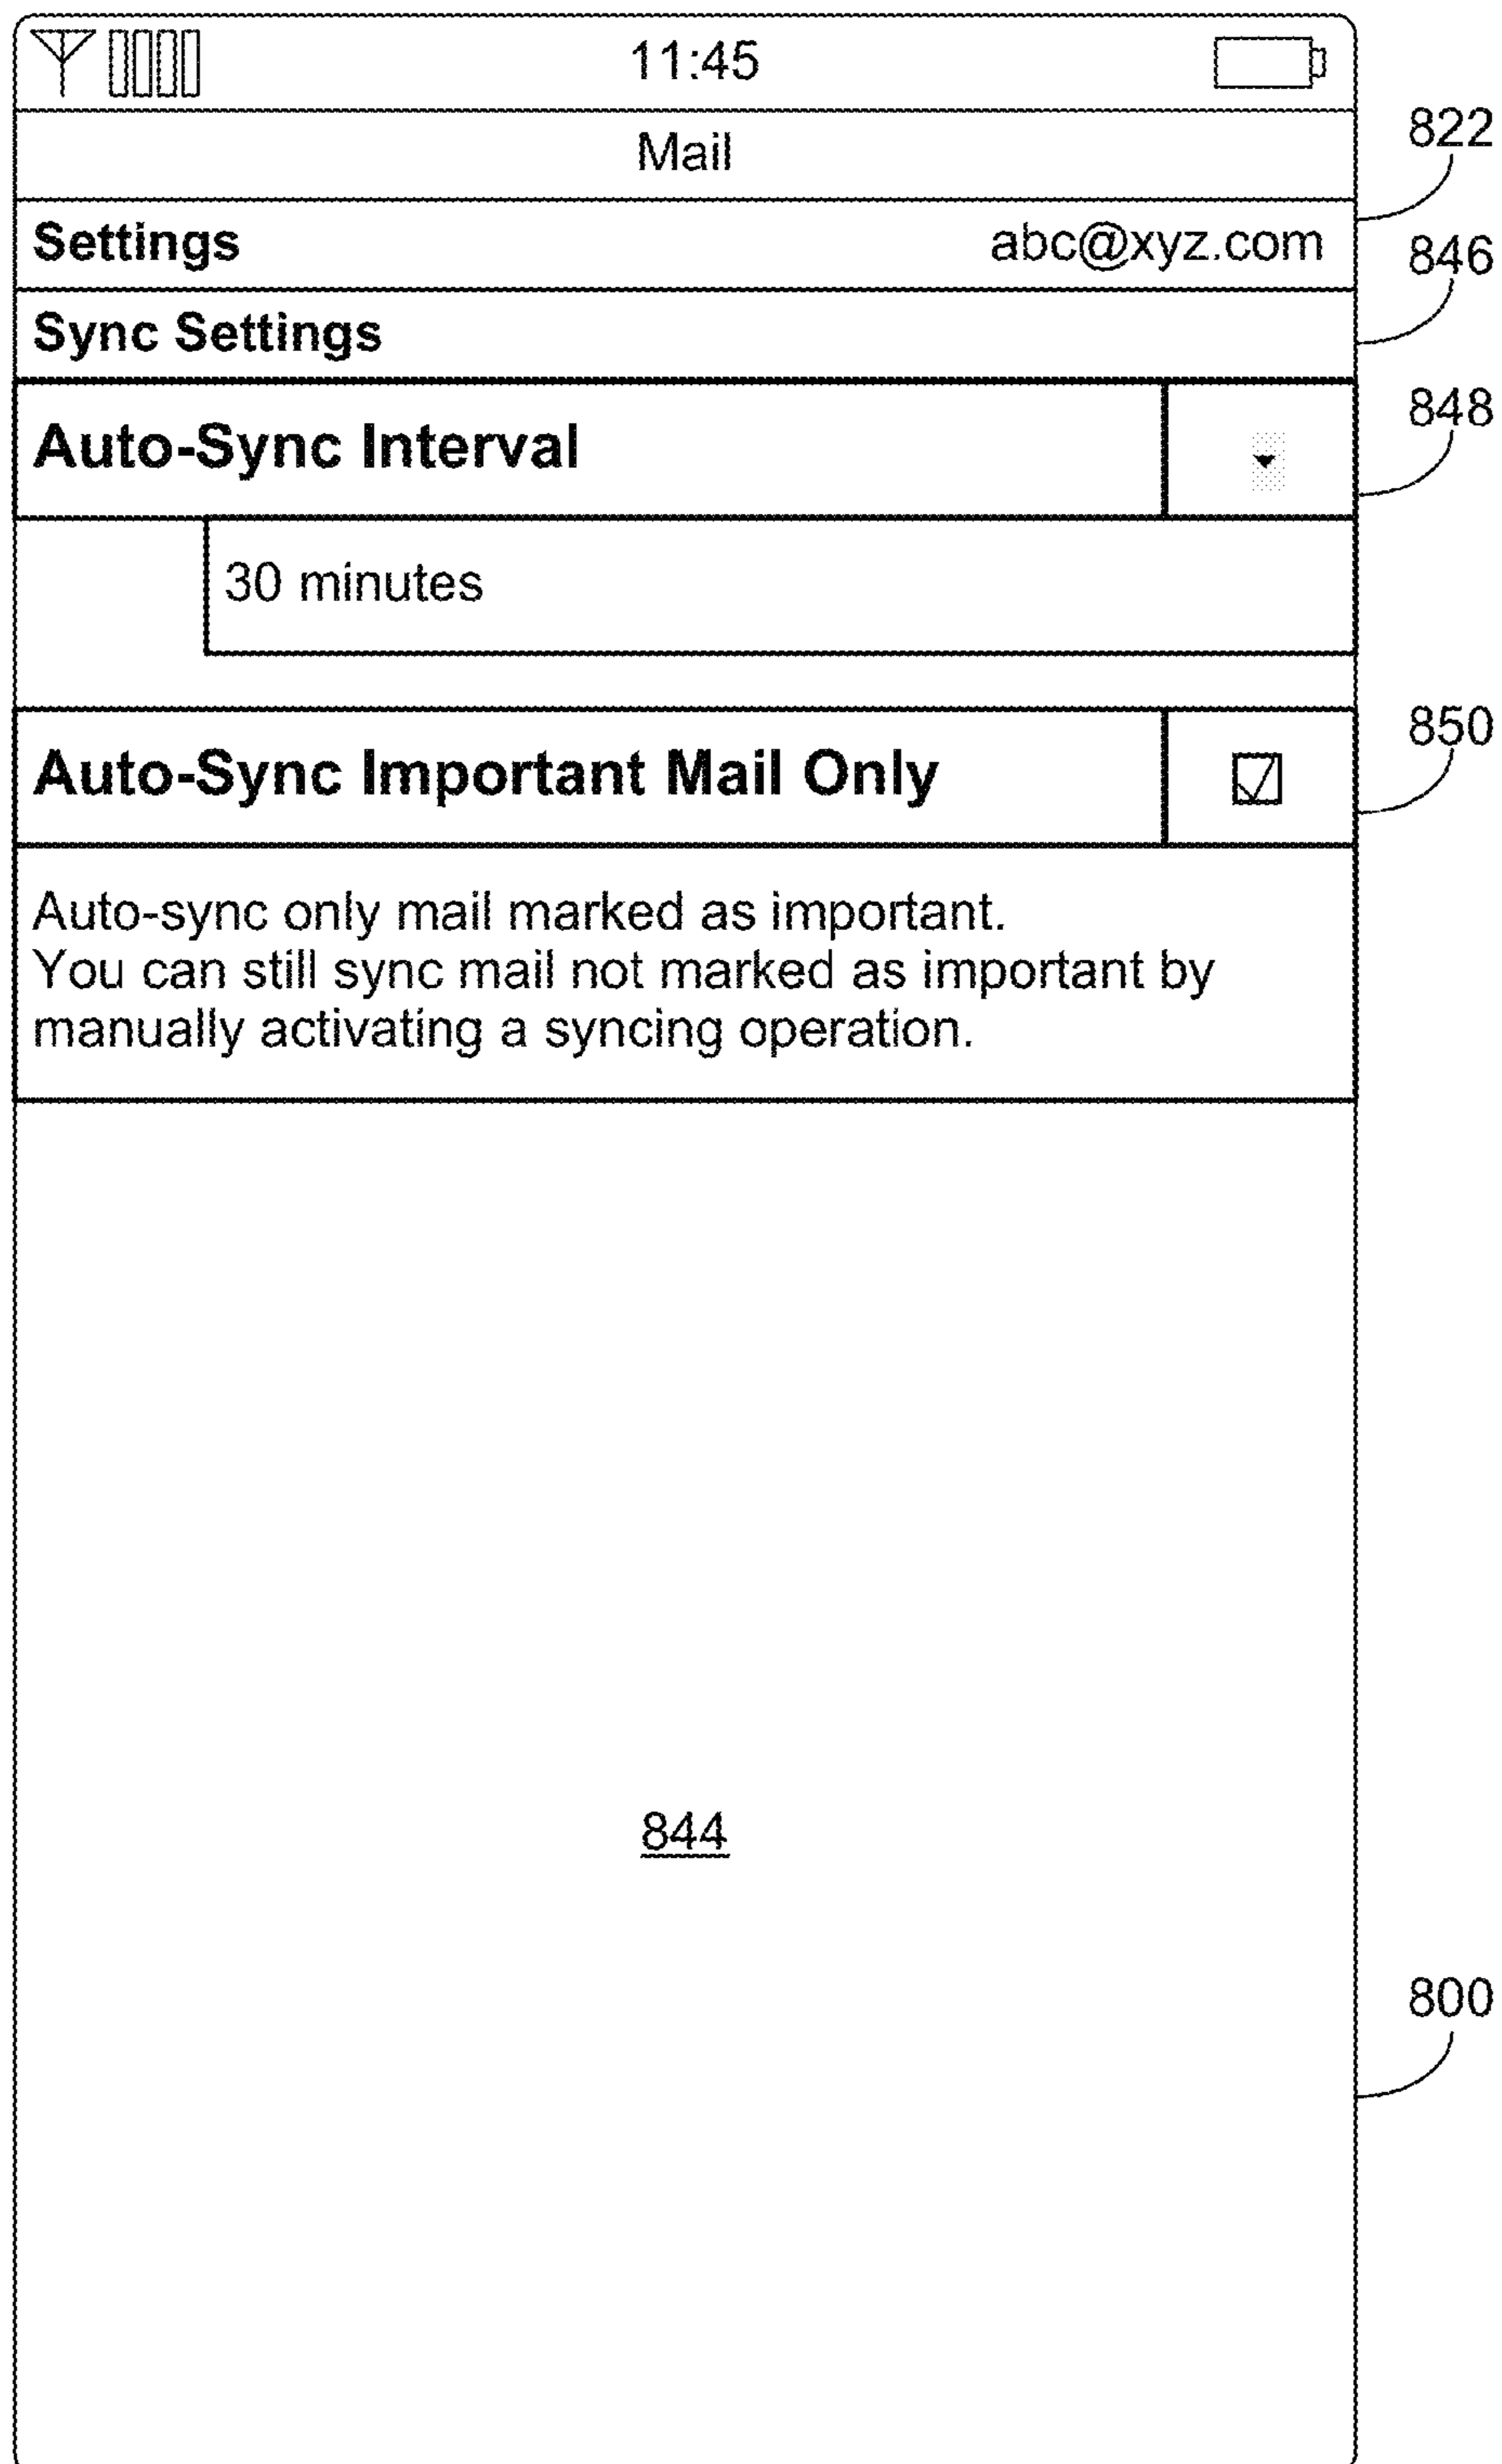 11:45
Mail
822
Settings abc@xyz.com
846
Sync Settings
848
Auto-Sync Interval
30 minutes
850
Auto-Sync Important Mail Only
Auto-sync only mail marked as important.
You can still sync mail not marked as important by
manually activating a syncing operation.
844
800